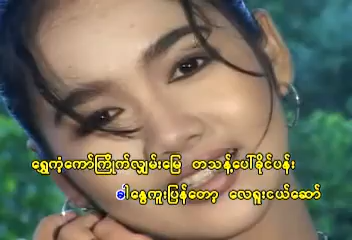 ရွှေကံ့ကော်ကြိုက်လျှမ်းမြေ တသန့်ပေါ်ခိုင်ပန်း
ခါနွေကူးပြန်တော့ လေရူးငယ်ဆော်